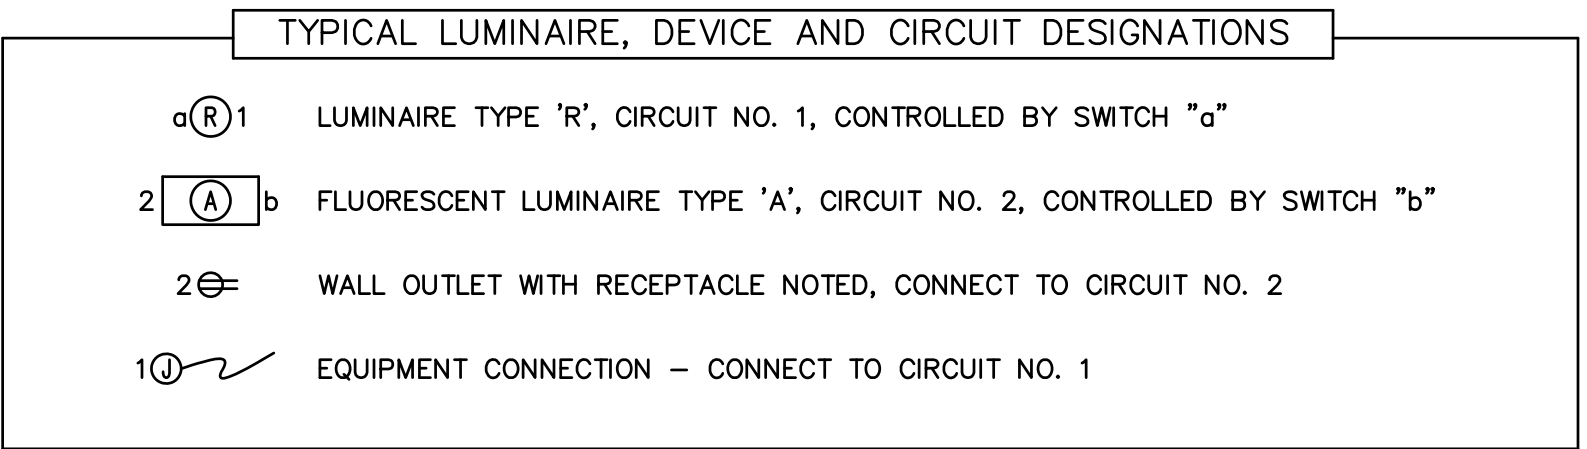 TYPICAL LUMINAIRE, DEVICE AND CIRCUIT DESIGNATIONS
a R 1 LUMINAIRE TYPE 'R', CIRCUIT NO. 1, CONTROLLED BY SWITCH "a"
2 A b FLUORESCENT LUMINAIRE TYPE 'A', CIRCUIT NO. 2, CONTROLLED BY SWITCH "b"
2 WALL OUTLET WITH RECEPTACLE NOTED, CONNECT TO CIRCUIT NO. 2
1 J EQUIPMENT CONNECTION – CONNECT TO CIRCUIT NO. 1